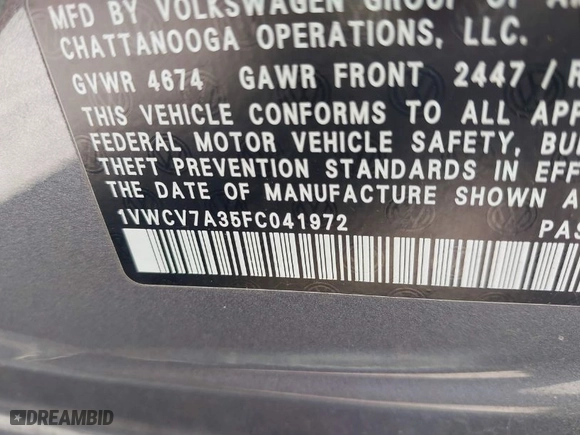 MFD BY VOLKSWAGEN GROUP OF
CHATTANOOGA OPERATIONS, LLC.
GVWR 4674 GAWR FRONT 2447 /
THIS VEHICLE CONFORMS TO ALL
FEDERAL MOTOR VEHICLE SAFETY,
THEFT PREVENTION STANDARDS IN
THE DATE OF MANUFACTURE SHOWN
1VWCV7A35FC041972
DREAMBID